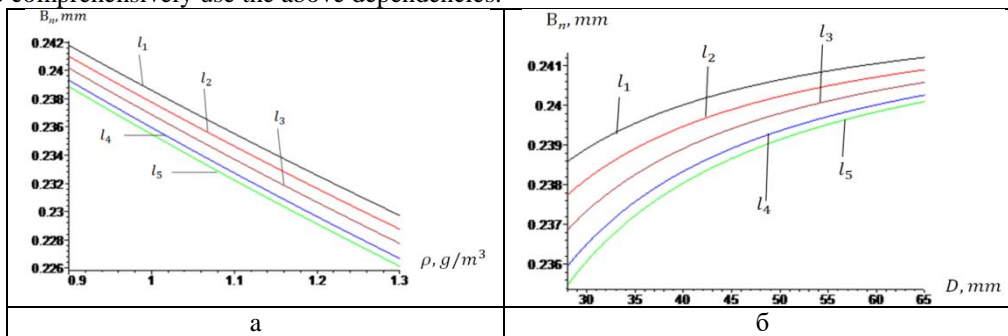 comprehensively use the above dependencies.
Bₙ, mm
0.242
0.24
0.238
0.236
0.234
0.232
0.23
0.228
0.226
l₁
l₂
l₃
l₄
l₅
0.9 1 1.1 1.2 1.3
ρ, g/m³
Bₙ, mm
0.241
0.24
0.239
0.238
0.237
0.236
l₁
l₂
l₃
l₄
l₅
30 35 40 45 50 55 60 65
D, mm
а б